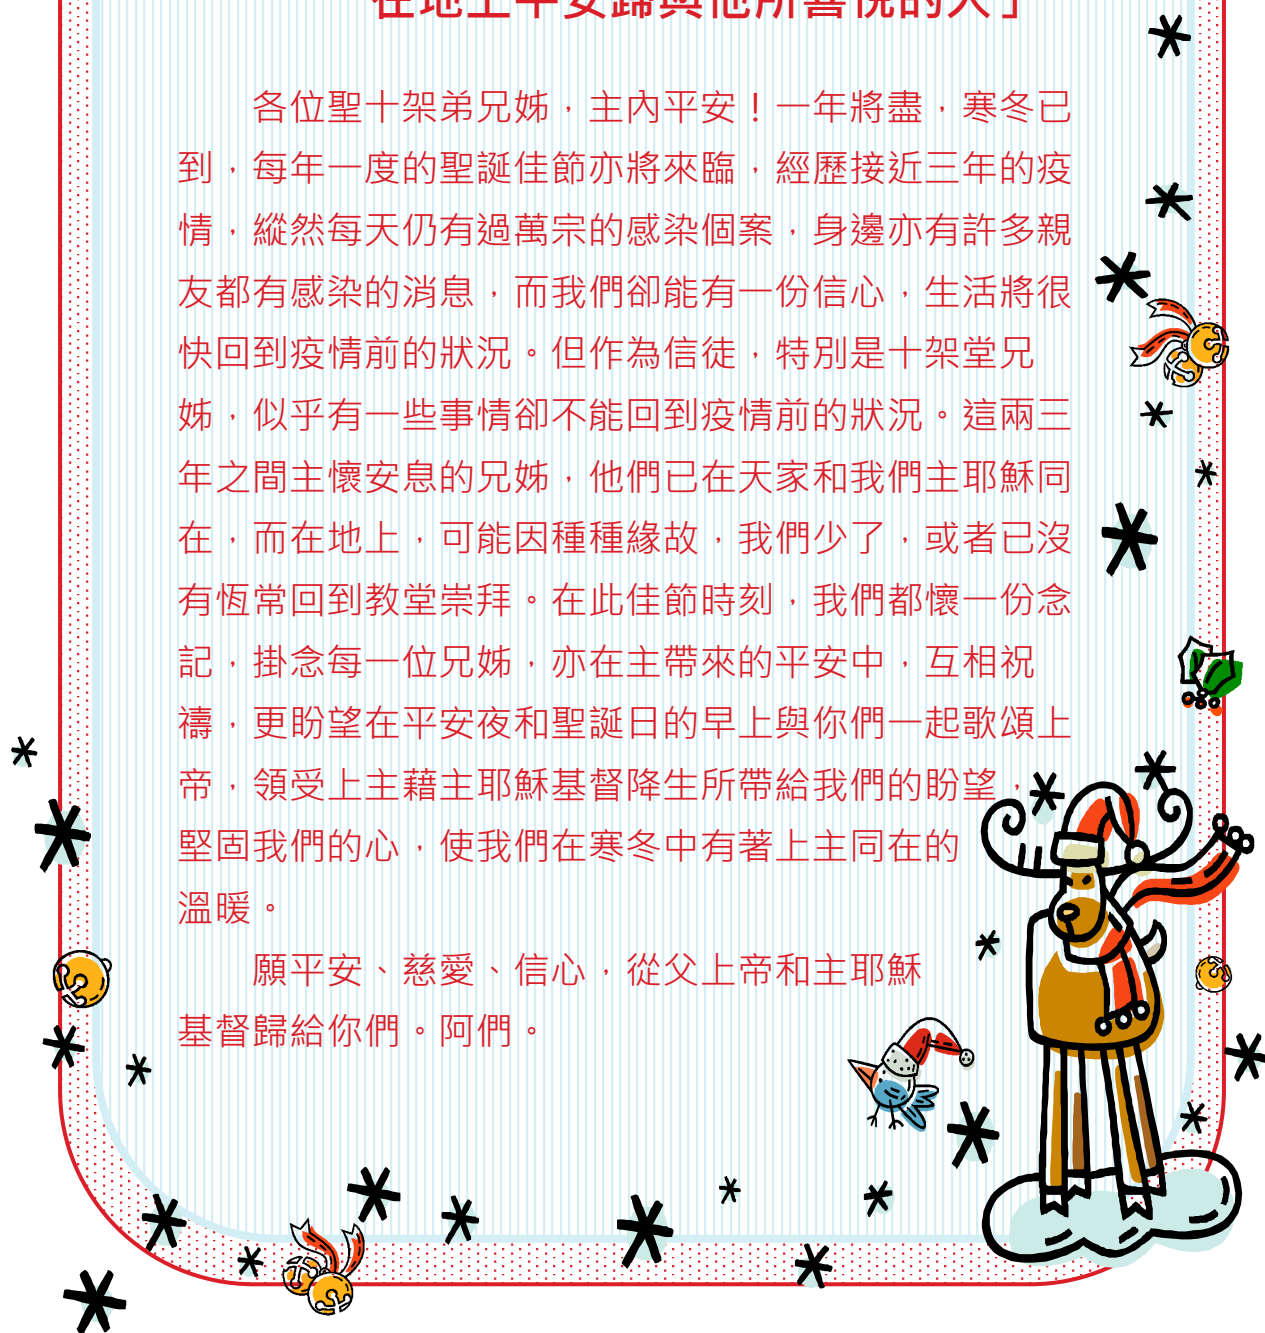 在地上平安歸與他所喜悅的人」
各位聖十架弟兄姊，主內平安！一年將盡，寒冬已
到，每年一度的聖誕佳節亦將來臨，經歷接近三年的疫
情，縱然每天仍有過萬宗的感染個案，身邊亦有許多親
友都有感染的消息，而我們卻能有一份信心，生活將很
快回到疫情前的狀況。但作為信徒，特別是十架堂兄
姊，似乎有一些事情卻不能回到疫情前的狀況。這兩三
年之間主懷安息的兄姊，他們已在天家和我們主耶穌同
在，而在地上，可能因種種緣故，我們少了，或者已沒
有恆常回到教堂崇拜。在此佳節時刻，我們都懷一份念
記，掛念每一位兄姊，亦在主帶來的平安中，互相祝
禱，更盼望在平安夜和聖誕日的早上與你們一起歌頌上
帝，領受上主藉主耶穌基督降生所帶給我們的盼望，
堅固我們的心，使我們在寒冬中有著上主同在的
溫暖。
願平安、慈愛、信心，從父上帝和主耶穌
基督歸給你們。阿們。